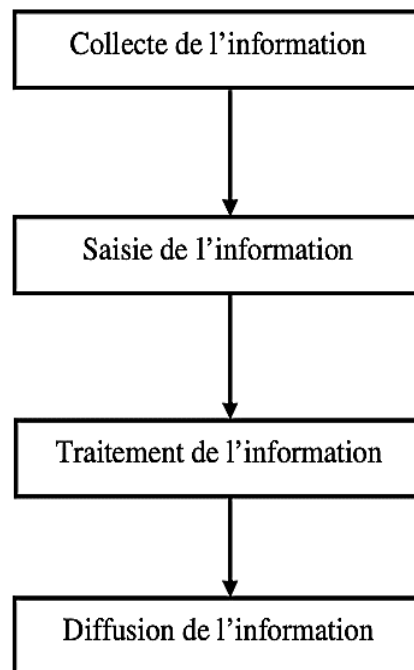 Collecte de l’information
Saisie de l’information
Traitement de l’information
Diffusion de l’information